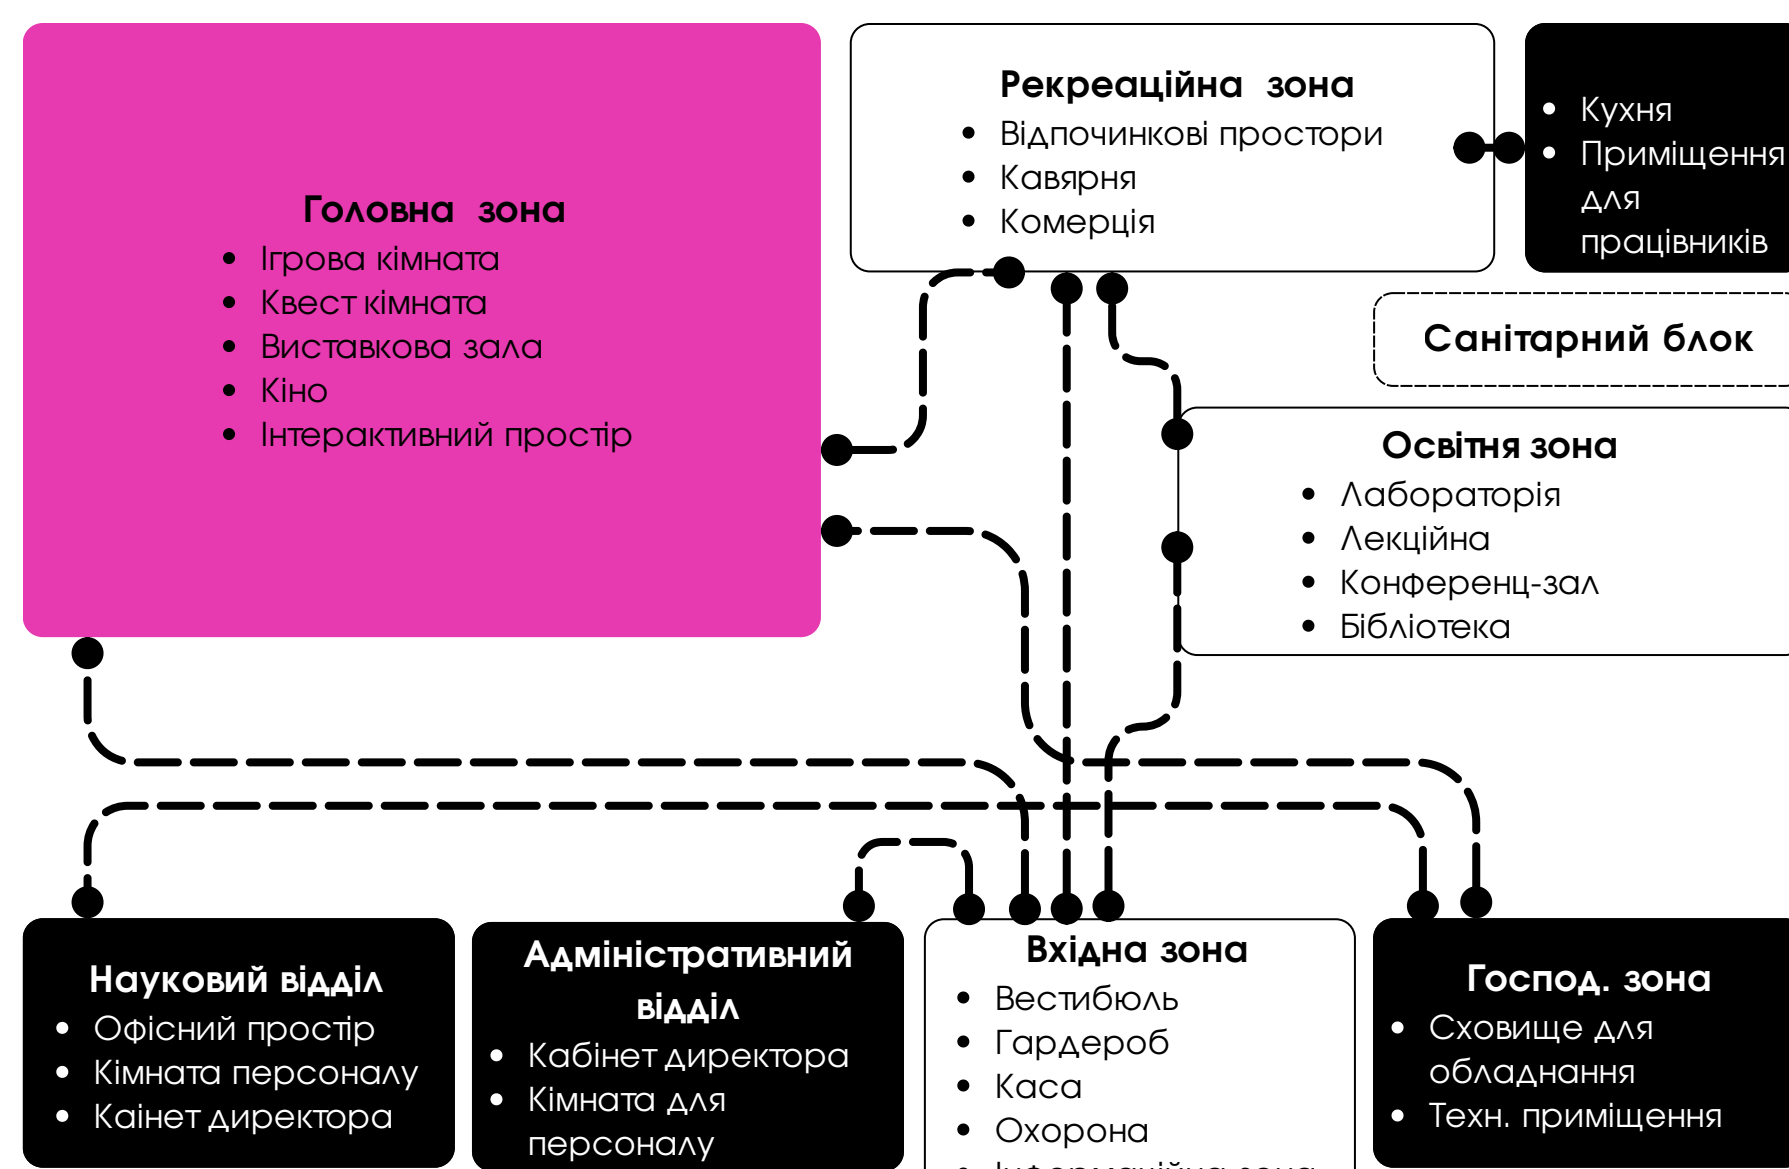 Головна зона
• Ігрова кімната
• Квест кімната
• Виставкова зала
• Кіно
• Інтерактивний простір
Рекреаційна зона
• Відпочинкові простори
• Кавярня
• Комерція
• Кухня
• Приміщення
для
працівників
Санітарний блок
Освітня зона
• Лабораторія
• Лекційна
• Конференц-зал
• Бібліотека
Науковий відділ
• Офісний простір
• Кімната персоналу
• Каінет директора
Адміністративний
відділ
• Кабінет директора
• Кімната для
персоналу
Вхідна зона
• Вестибюль
• Гардероб
• Каса
• Охорона
• Інформаційна зона
Господ. зона
• Сховище для
обладнання
• Техн. приміщення